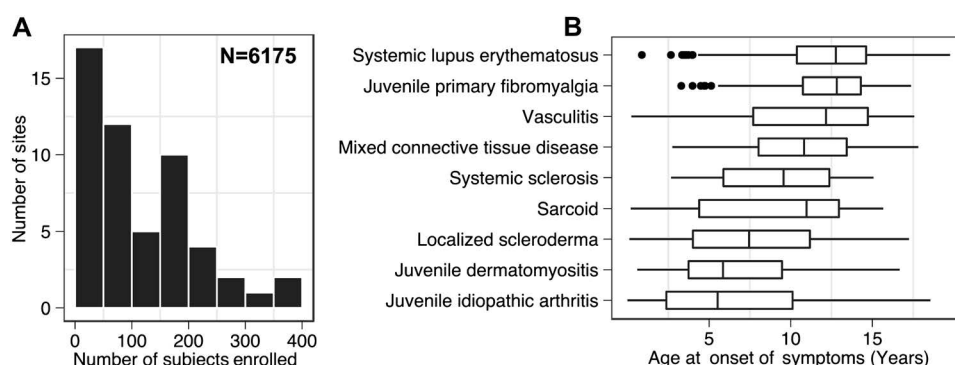 A
N=6175
Number of sites
15
10
5
0
0 100 200 300 400
Number of subjects enrolled
B
Systemic lupus erythematosus
Juvenile primary fibromyalgia
Vasculitis
Mixed connective tissue disease
Systemic sclerosis
Sarcoid
Localized scleroderma
Juvenile dermatomyositis
Juvenile idiopathic arthritis
5 10 15
Age at onset of symptoms (Years)